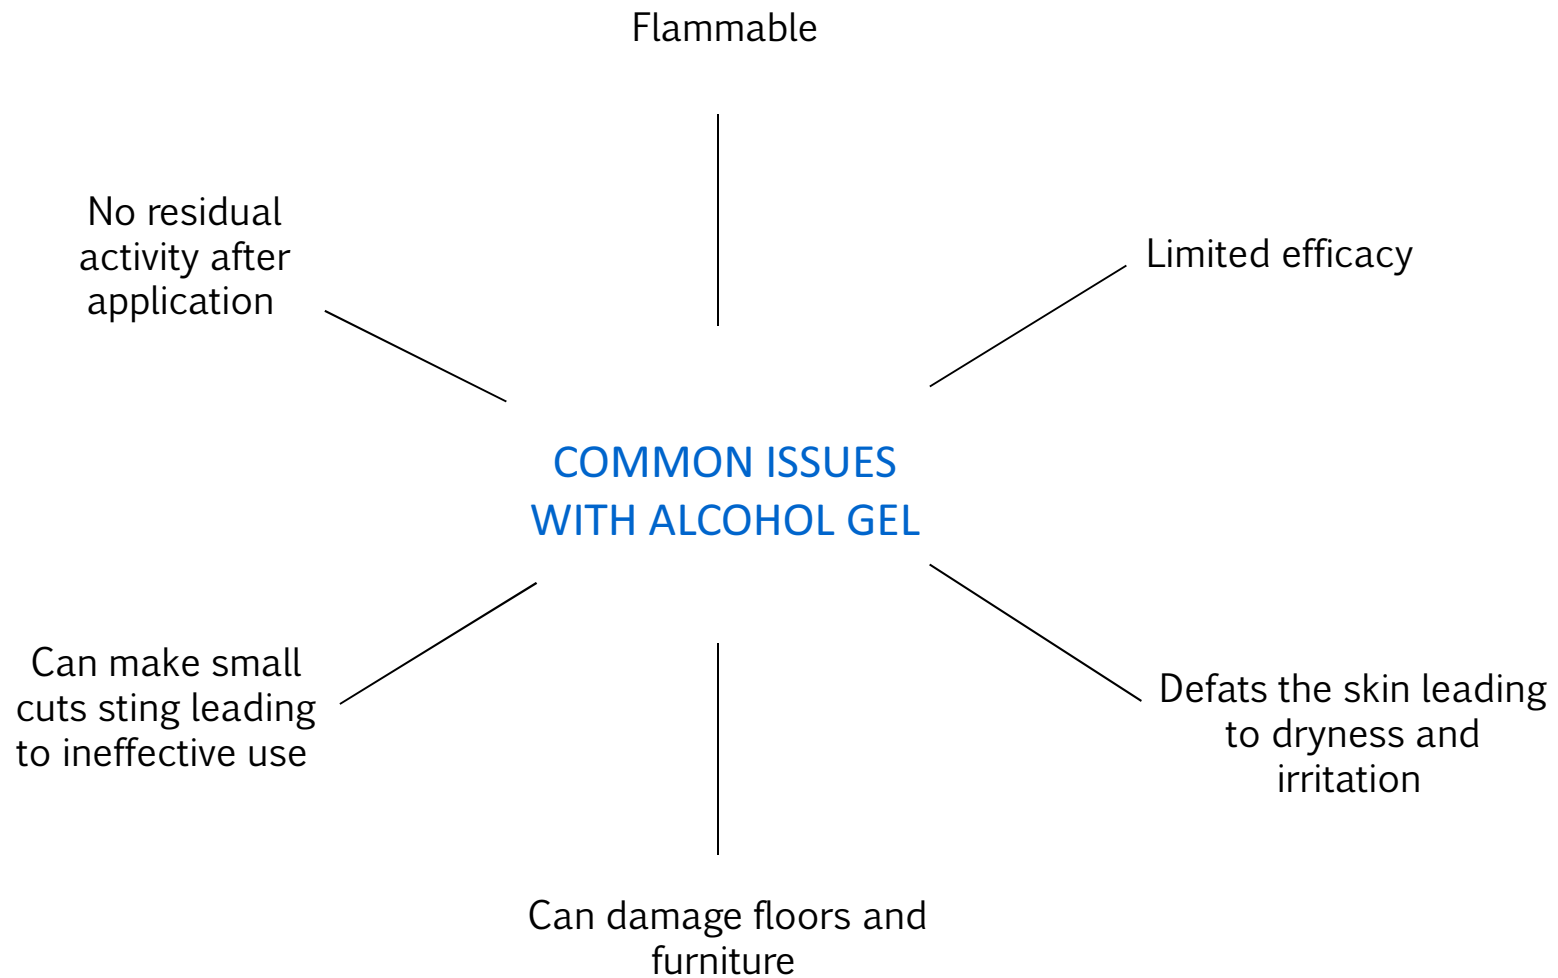 Flammable
No residual
activity after
application
Limited efficacy
COMMON ISSUES
WITH ALCOHOL GEL
Can make small
cuts sting leading
to ineffective use
Defats the skin leading
to dryness and
irritation
Can damage floors and
furniture